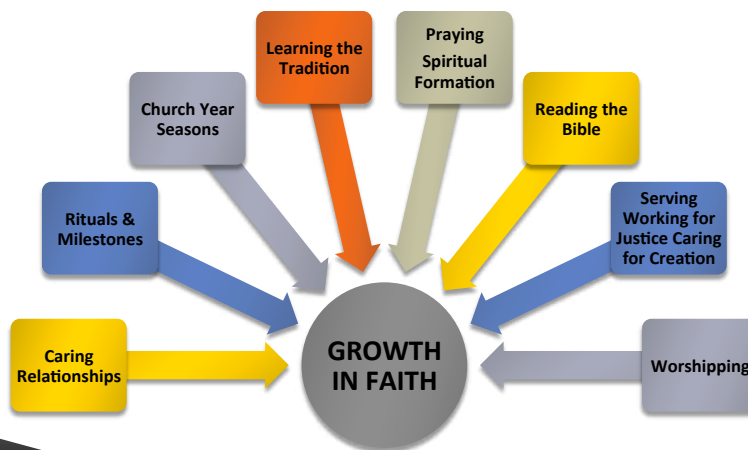 Caring
Relationships
Rituals &
Milestones
Church Year
Seasons
Learning the
Tradition
Praying
Spiritual
Formation
Reading the
Bible
Serving
Working for
Justice Caring
for Creation
Worshipping
GROWTH
IN FAITH